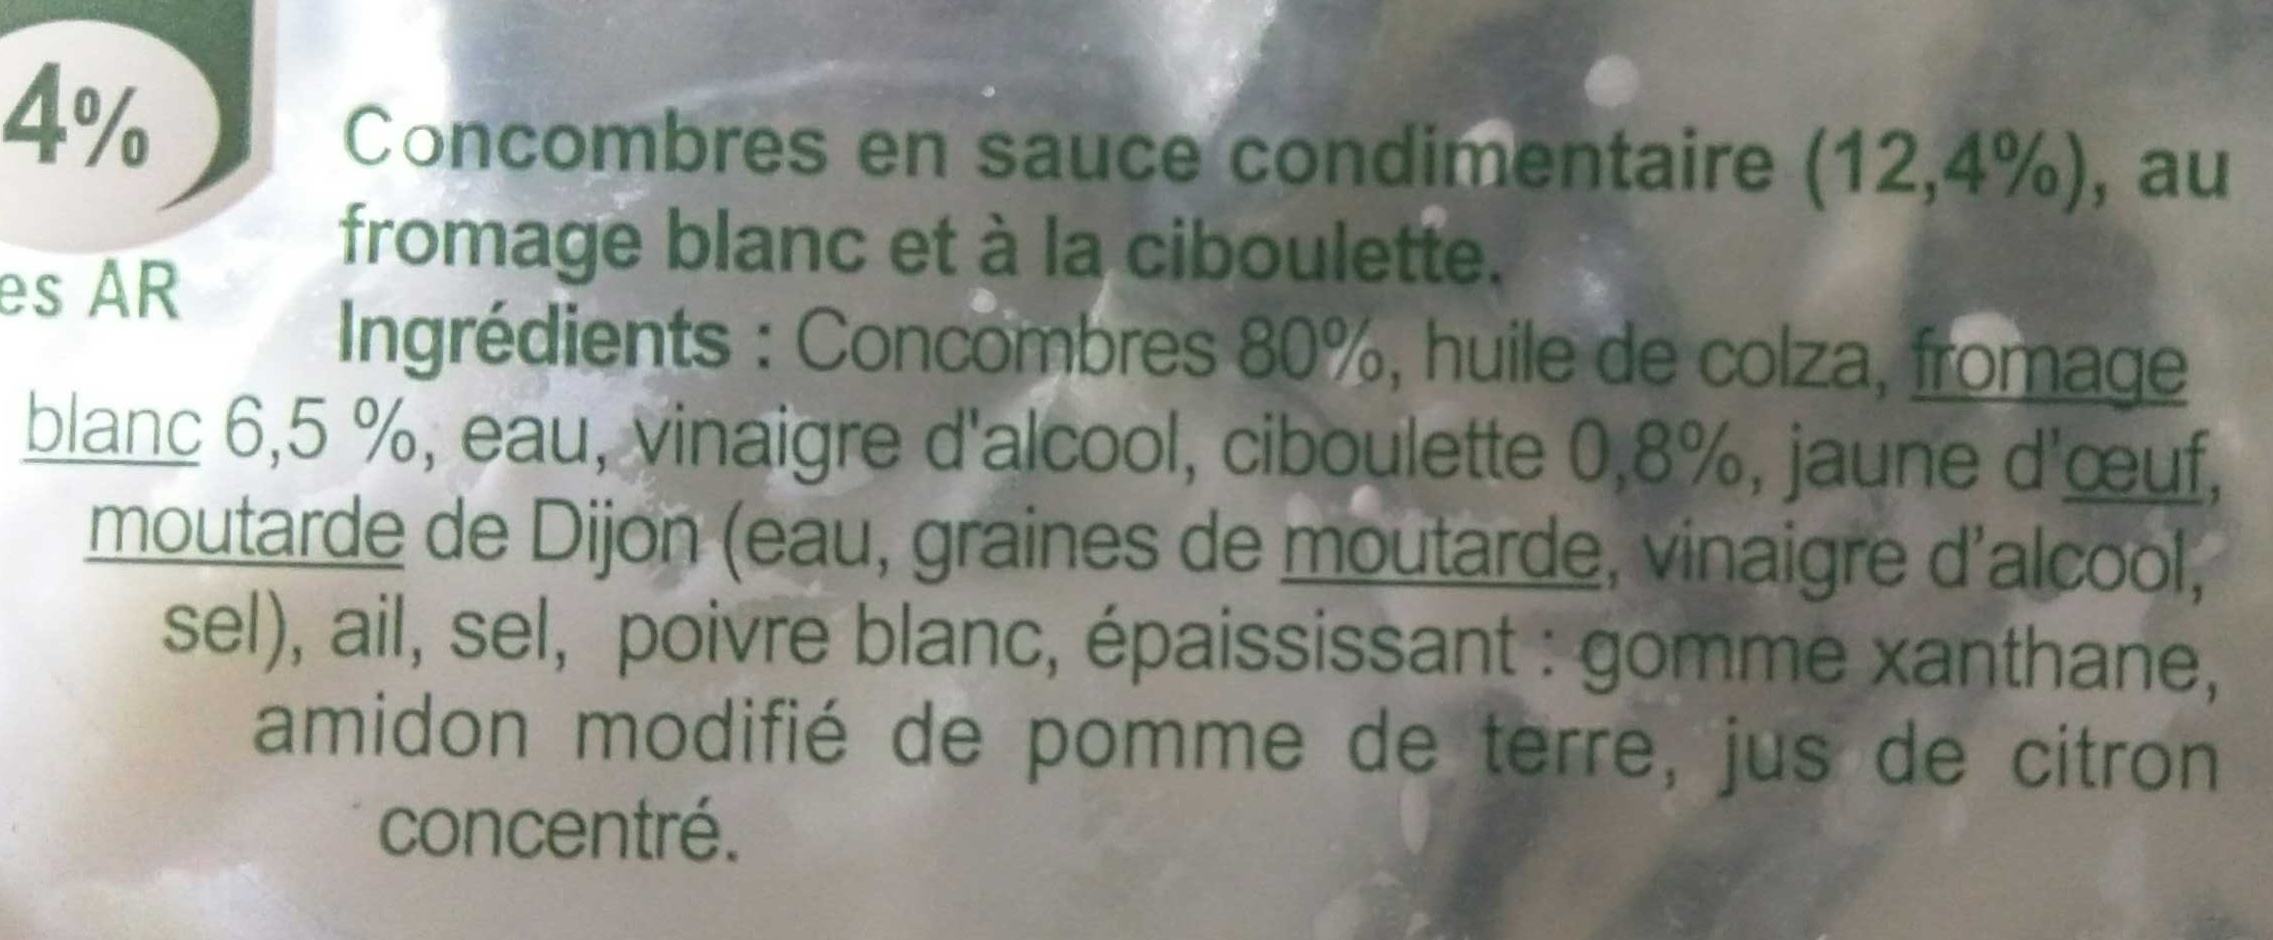 4%
es AR
Concombres en sauce condimentaire (12,4%), au
fromage blanc et à la ciboulette.
Ingrédients : Concombres 80%, huile de colza, fromage
blanc 6,5 %, eau, vinaigre d'alcool, ciboulette 0,8%, jaune d'œuf,
moutarde de Dijon (eau, graines de moutarde, vinaigre d'alcool,
sel), ail, sel, poivre blanc, épaississant : gomme xanthane,
amidon modifié de pomme de terre, jus de citron
concentré.